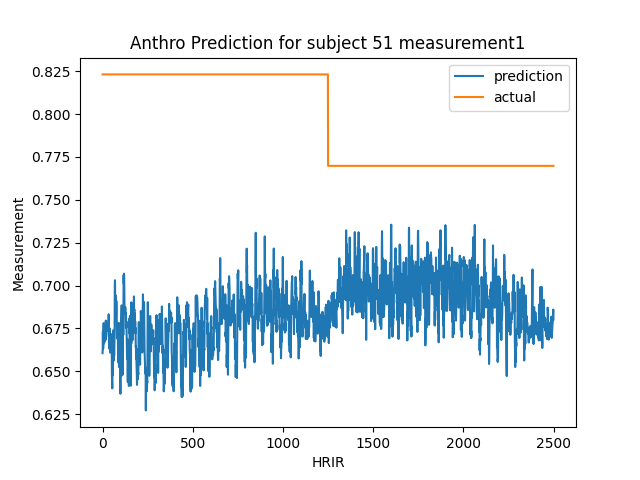 Anthro Prediction for subject 51 measurement1
prediction
actual
Measurement
0.825
0.800
0.775
0.750
0.725
0.700
0.675
0.650
0.625
0 500 1000 1500 2000 2500
HRIR